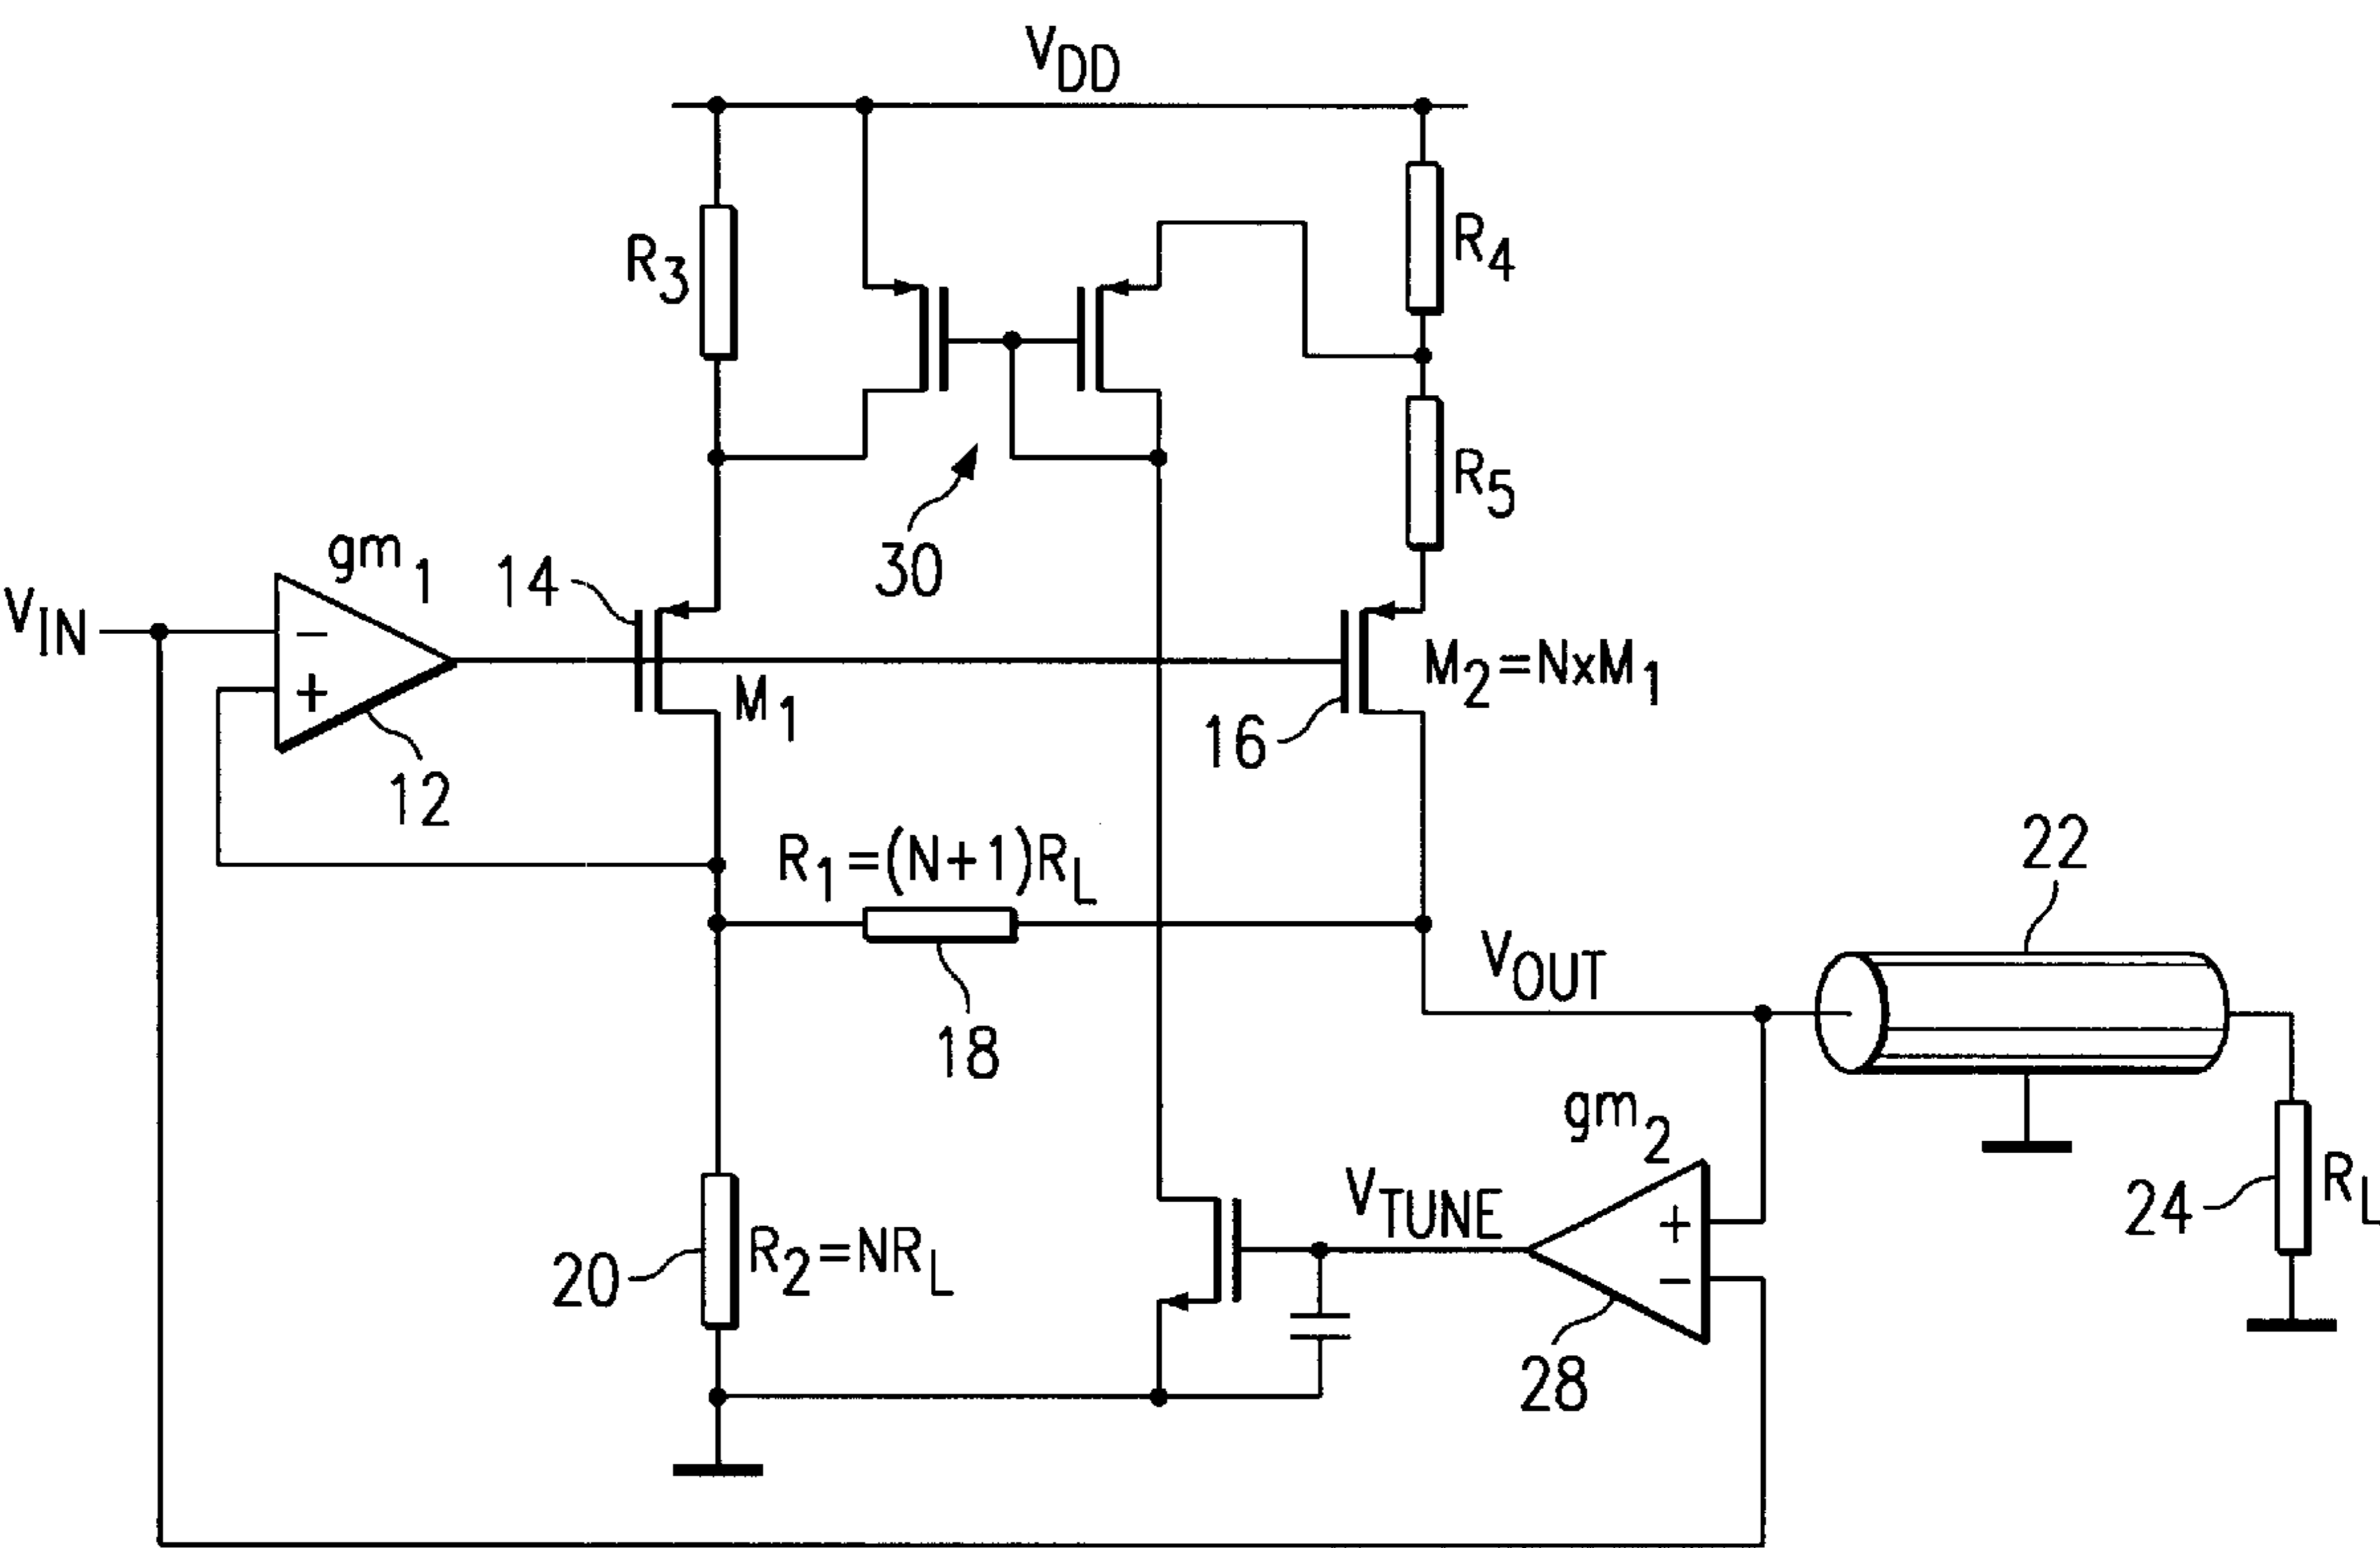 VDD
R3
R4
R5
30
gm1
14
VIN
−
+
12
M1
M2=NxM1
16
R1=(N+1)RL
18
VOUT
22
gm2
VTUNE
+
−
28
20
R2=NRL
24
RL